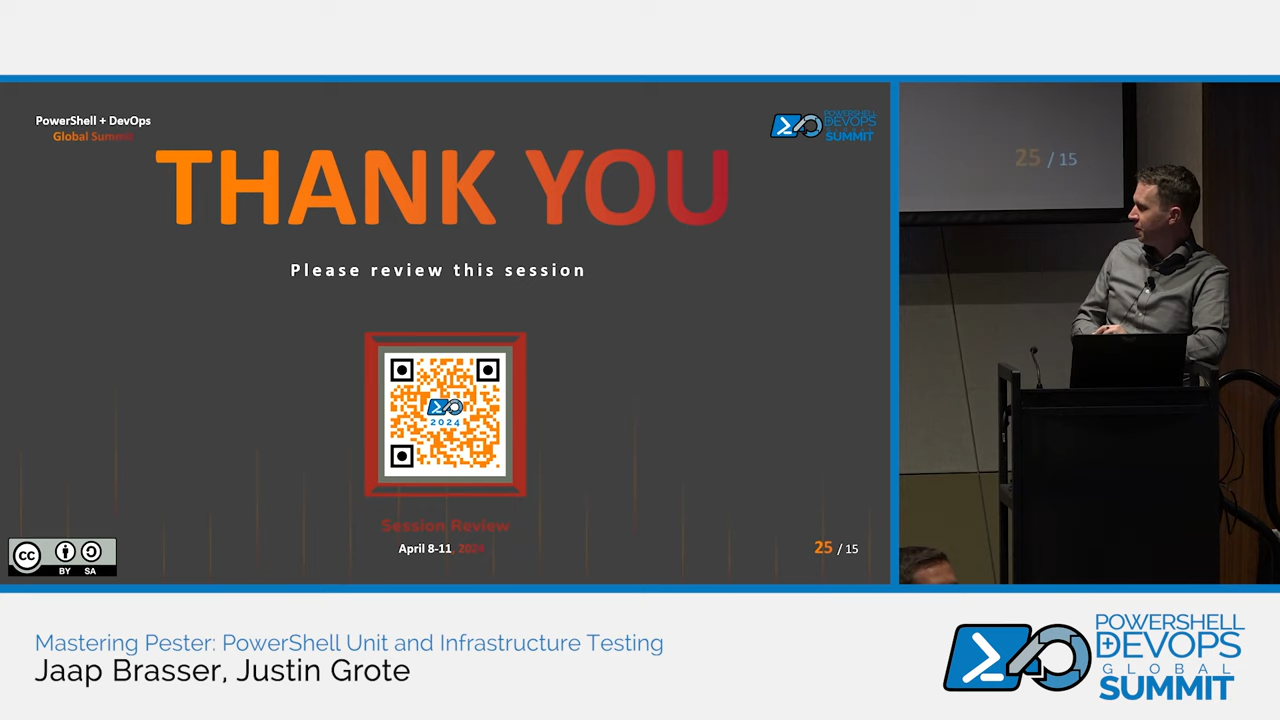 PowerShell + DevOps
Global Summit
POWERSHELL
+DEVOPS
GLOBAL
SUMMIT
THANK YOU
Please review this session
2024
Session Review
April 8-11, 2024
CC
BY SA
25 / 15
25 / 15
Mastering Pester: PowerShell Unit and Infrastructure Testing
Jaap Brasser, Justin Grote
POWERSHELL
+DEVOPS
GLOBAL
SUMMIT